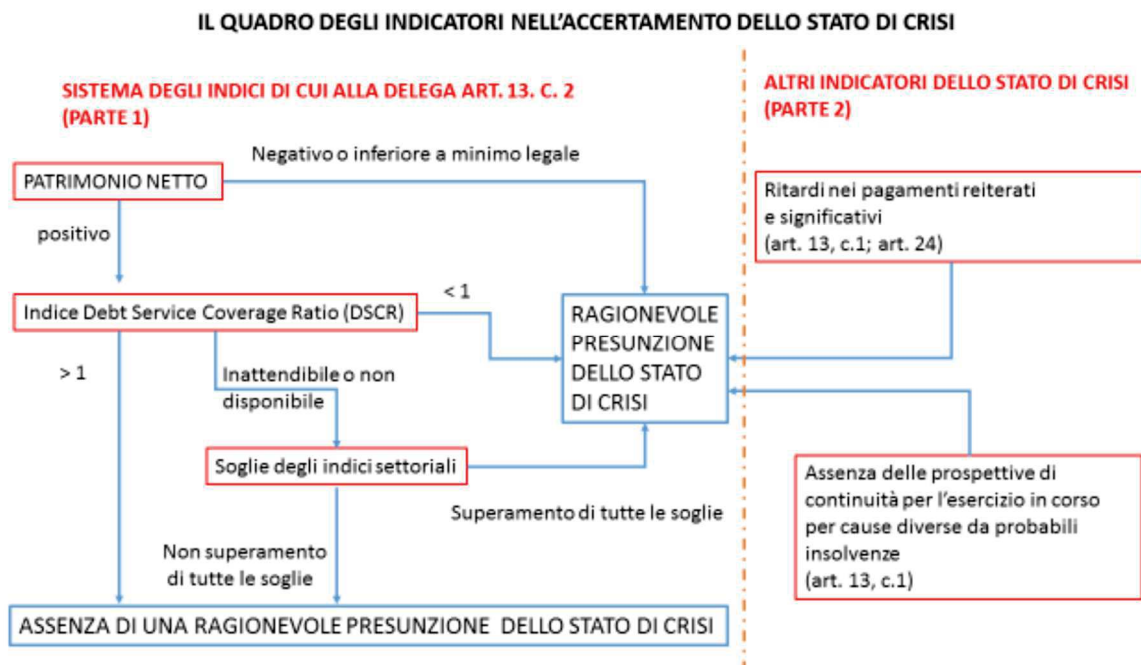 IL QUADRO DEGLI INDICATORI NELL'ACCERTAMENTO DELLO STATO DI CRISI
SISTEMA DEGLI INDICI DI CUI ALLA DELEGA ART. 13. C. 2
(PARTE 1)
Negativo o inferiore a minimo legale
PATRIMONIO NETTO
positivo
Indice Debt Service Coverage Ratio (DSCR)
< 1
> 1
Inattendibile o non
disponibile
RAGIONEVOLE
PRESUNZIONE
DELLO STATO
DI CRISI
Soglie degli indici settoriali
Superamento di tutte le soglie
Non superamento
di tutte le soglie
ASSENZA DI UNA RAGIONEVOLE PRESUNZIONE DELLO STATO DI CRISI
ALTRI INDICATORI DELLO STATO DI CRISI
(PARTE 2)
Ritardi nei pagamenti reiterati
e significativi
(art. 13, c.1; art. 24)
Assenza delle prospettive di
continuità per l'esercizio in corso
per cause diverse da probabili
insolvenze
(art. 13, c.1)